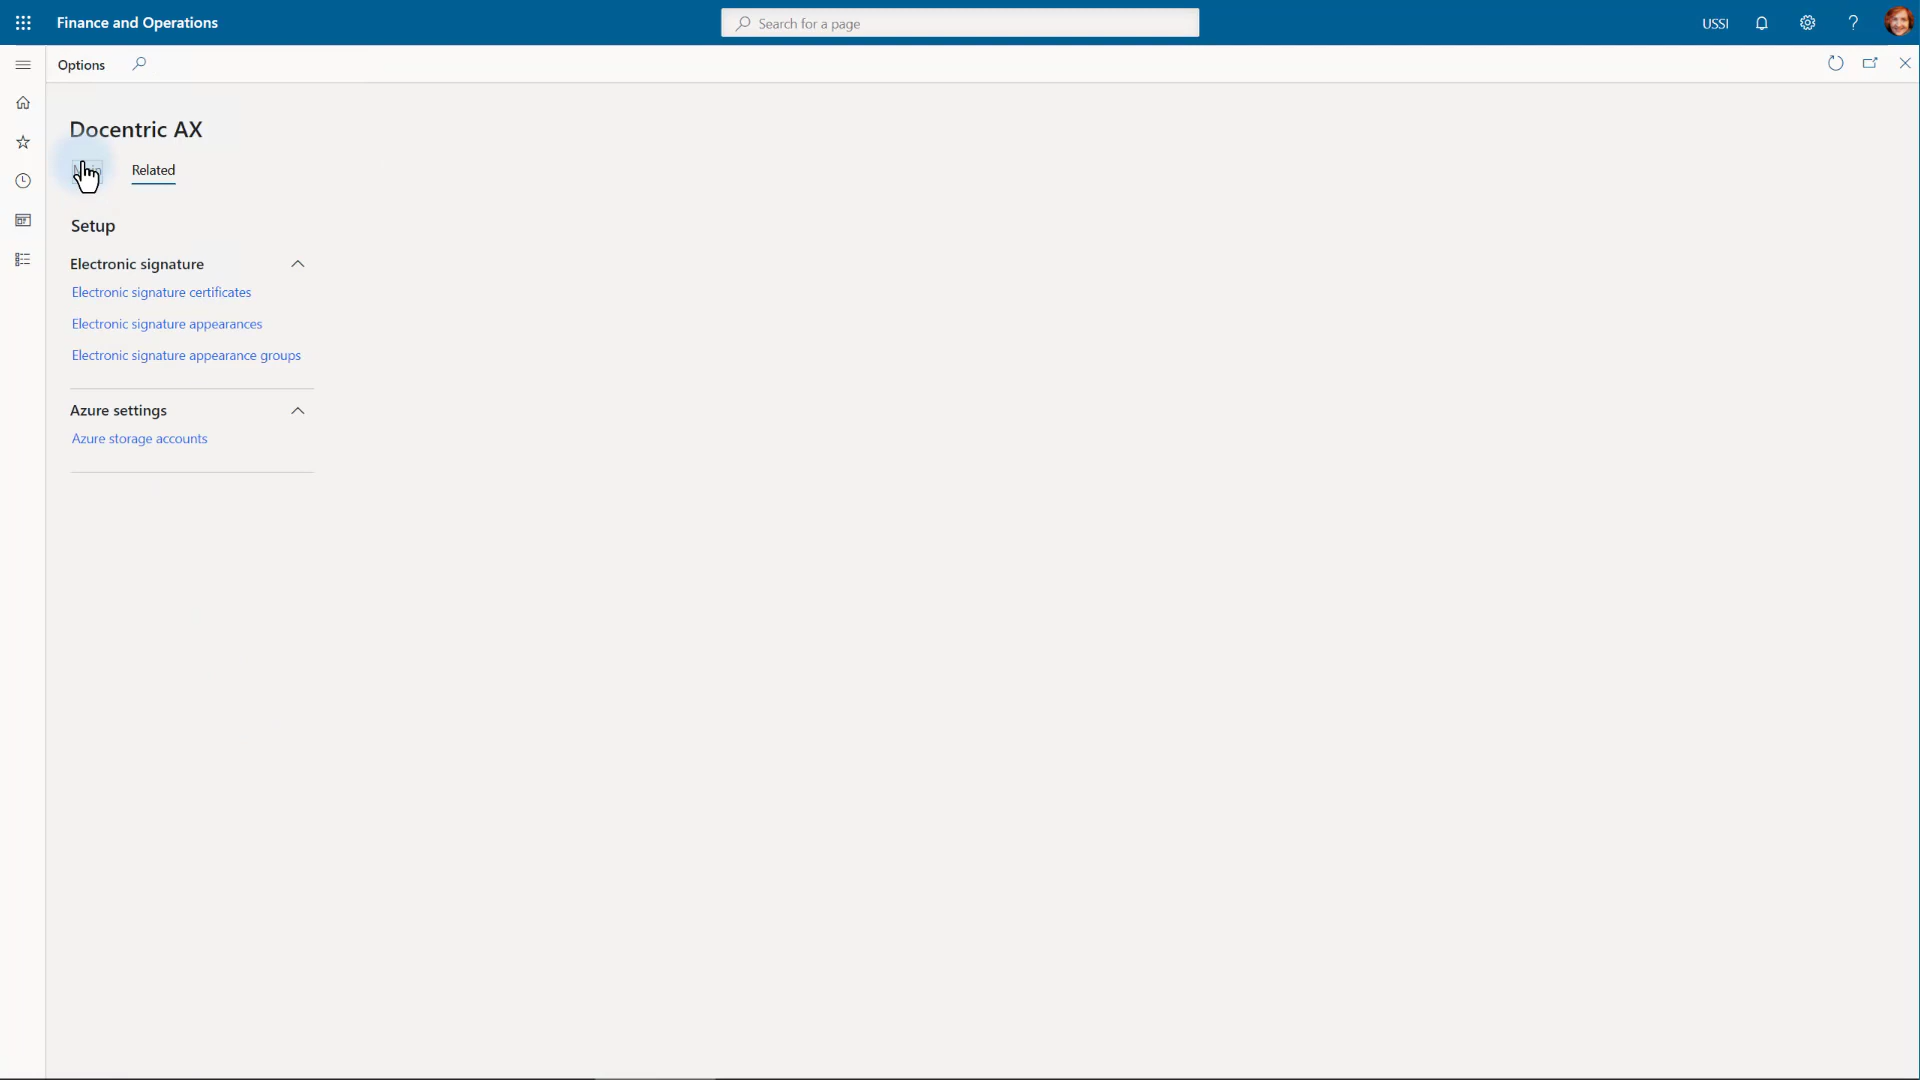 Finance and Operations
Search for a page
USSI
Options
Docentric AX
Related
Setup
Electronic signature
Electronic signature certificates
Electronic signature appearances
Electronic signature appearance groups
Azure settings
Azure storage accounts